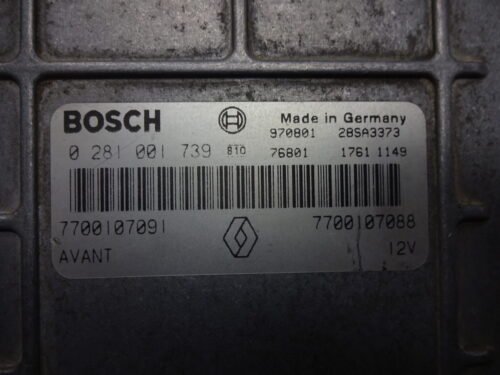 BOSCH Made in Germany
970801 28SA3373
0 281 001 739 810 76801 1761 1149
7700107091 7700107088
AVANT 12V